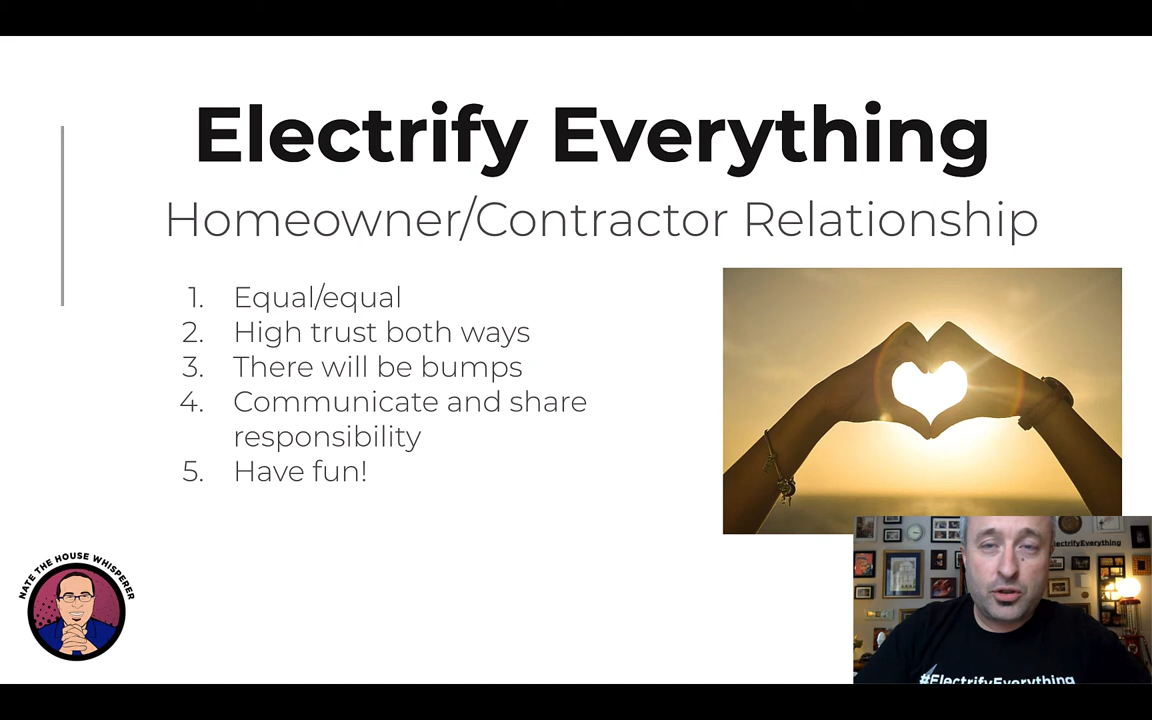 Electrify Everything
Homeowner/Contractor Relationship
1. Equal/equal
2. High trust both ways
3. There will be bumps
4. Communicate and share
responsibility
5. Have fun!
NATE THE HOUSE WHISPERER
lectrifyEverything
#ElectrifyEverything